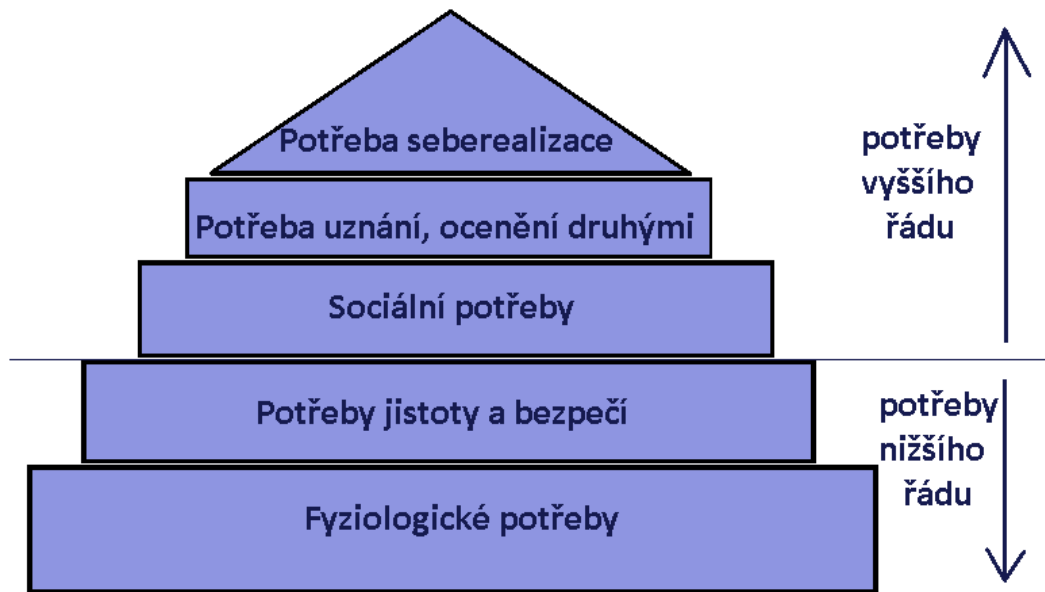 Potřeba seberealizace
Potřeba uznání, ocenění druhými
Sociální potřeby
Potřeby jistoty a bezpečí
Fyziologické potřeby
potřeby
vyššího
řádu
potřeby
nižšího
řádu